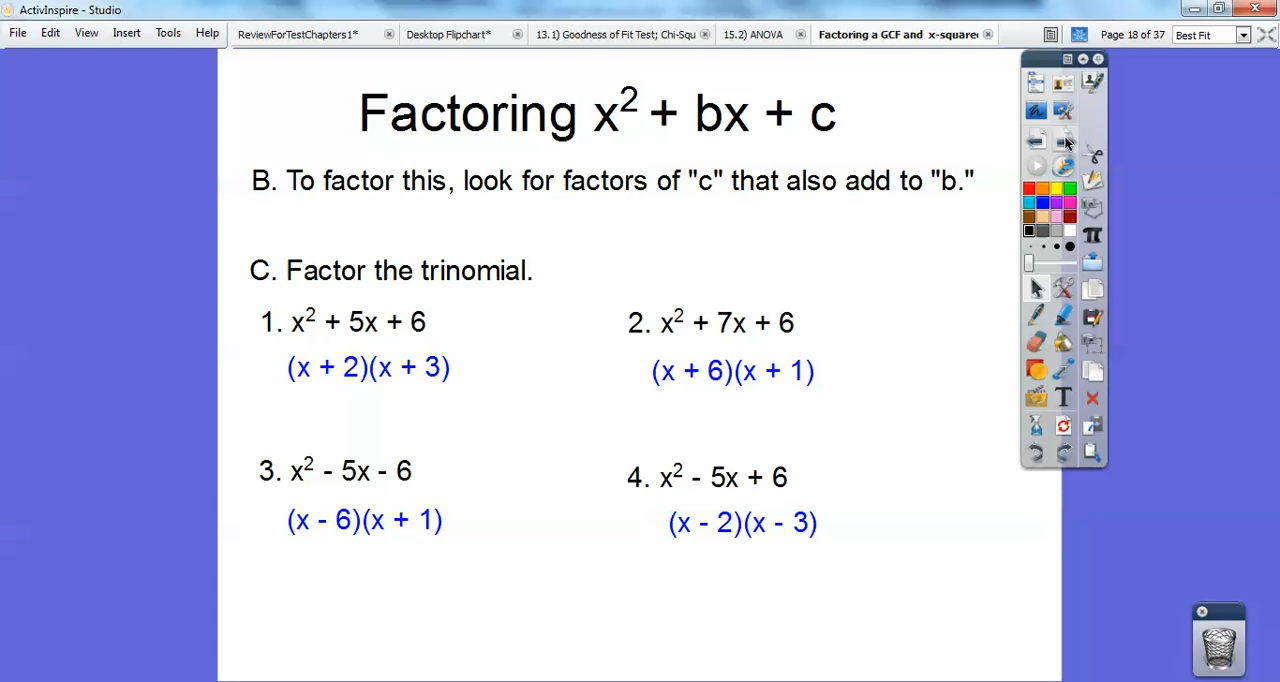 ActivInspire - Studio
File Edit View Insert Tools Help
ReviewForTestChapters1* Desktop Flipchart* 13.1) Goodness of Fit Test; Chi-Squ 15.2) ANOVA Factoring a GCF and x-square Page 18 of 37 Best Fit
Factoring x² + bx + c
B. To factor this, look for factors of "c" that also add to "b."
C. Factor the trinomial.
1. x² + 5x + 6
2. x² + 7x + 6
(x + 2)(x + 3)
(x + 6)(x + 1)
3. x² - 5x - 6
4. x² - 5x + 6
(x - 6)(x + 1)
(x - 2)(x - 3)